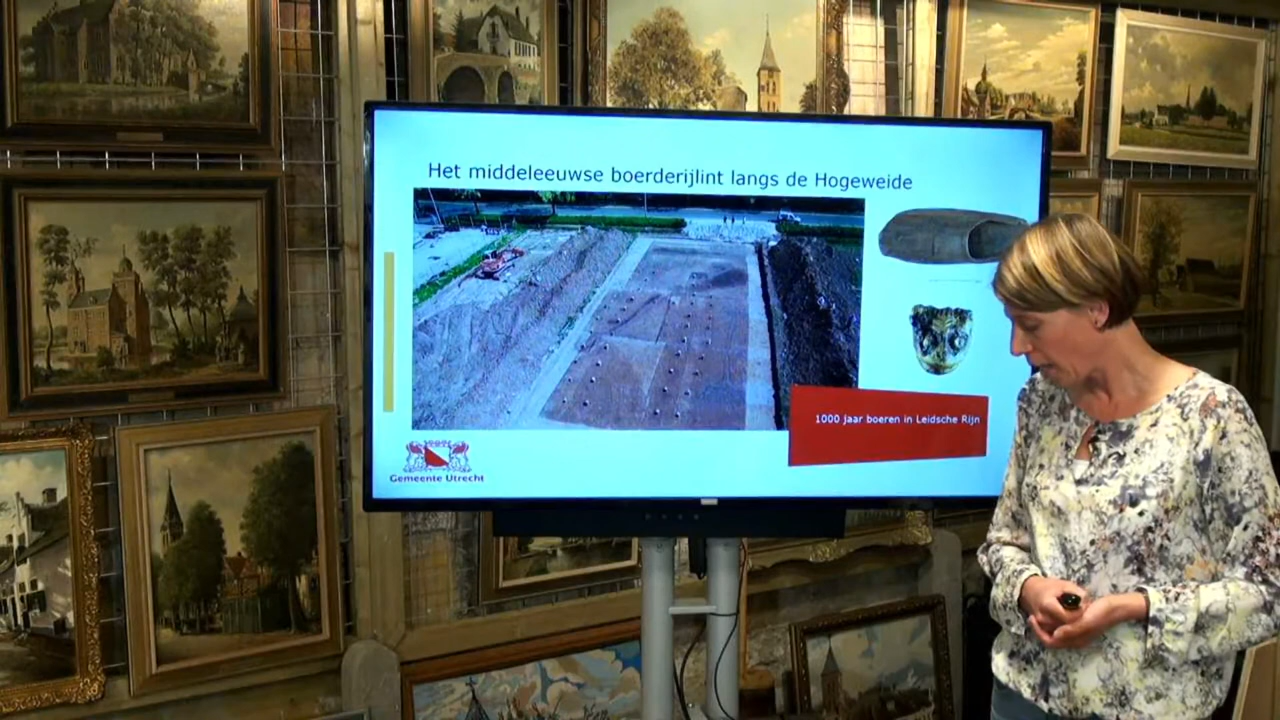 Het middeleeuwse boerderijlint langs de Hogeweide
1000 jaar boeren in Leidsche Rijn
Gemeente Utrecht